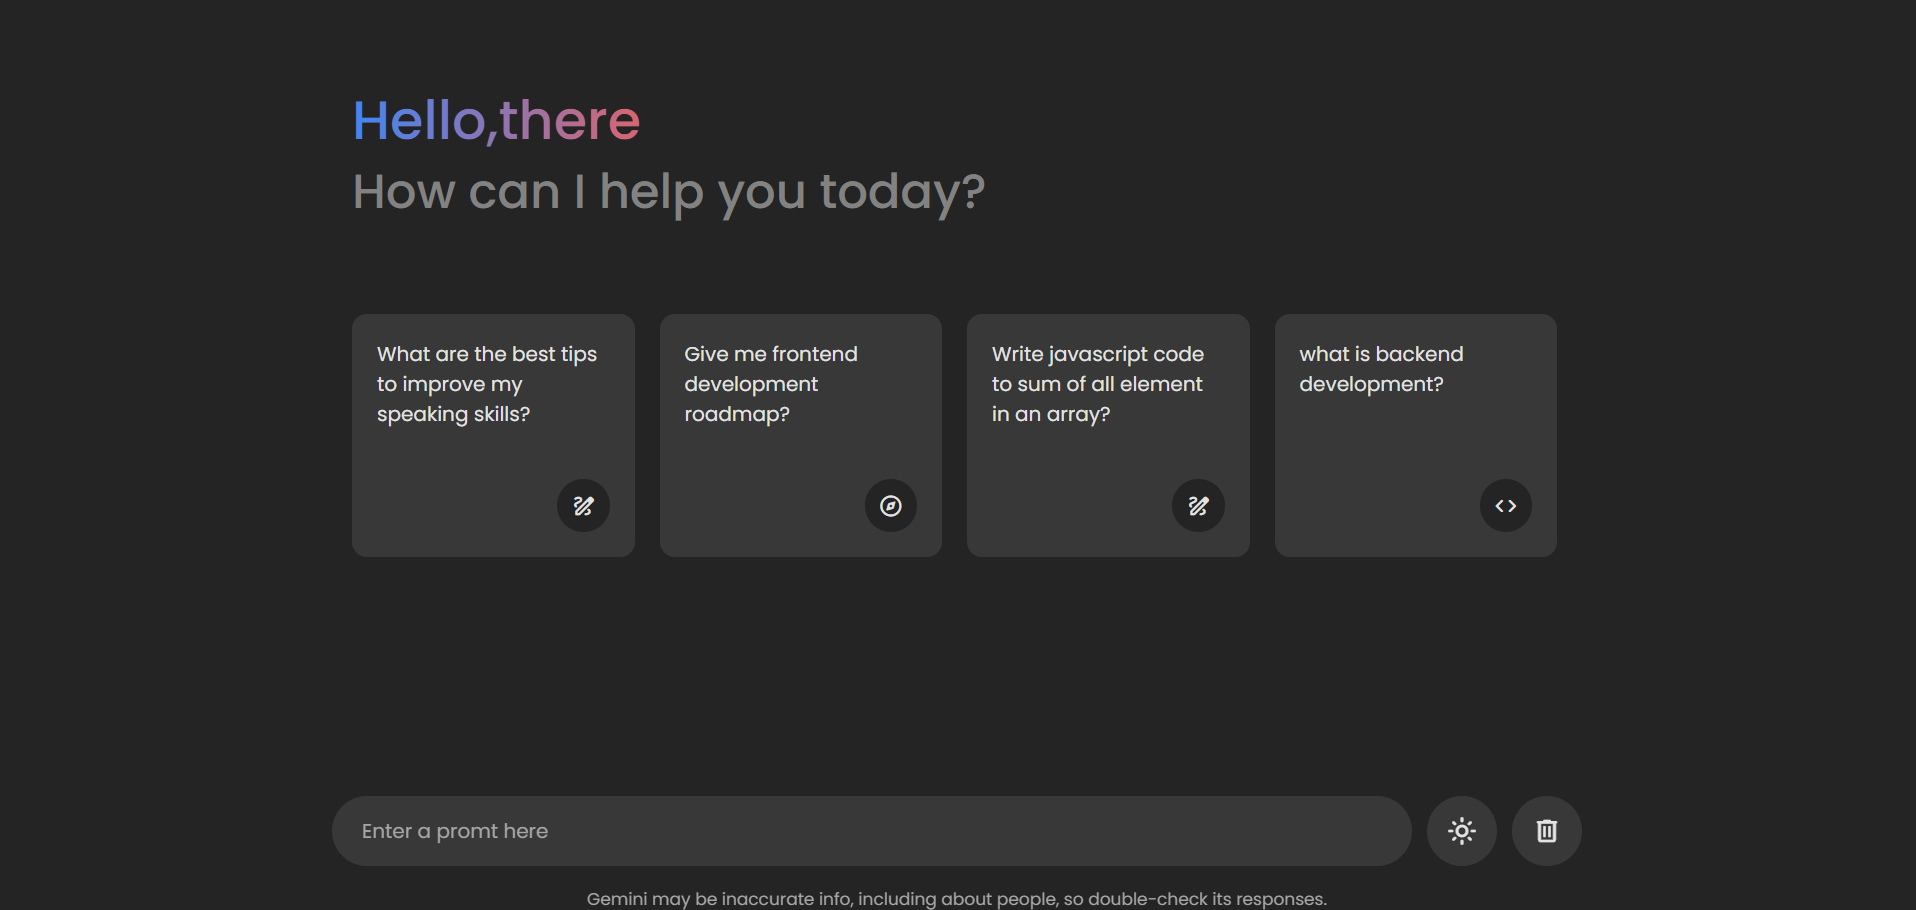 Hello,there
How can I help you today?
What are the best tips
to improve my
speaking skills?
Give me frontend
development
roadmap?
Write javascript code
to sum of all element
in an array?
what is backend
development?
Enter a promt here
Gemini may be inaccurate info, including about people, so double-check its responses.